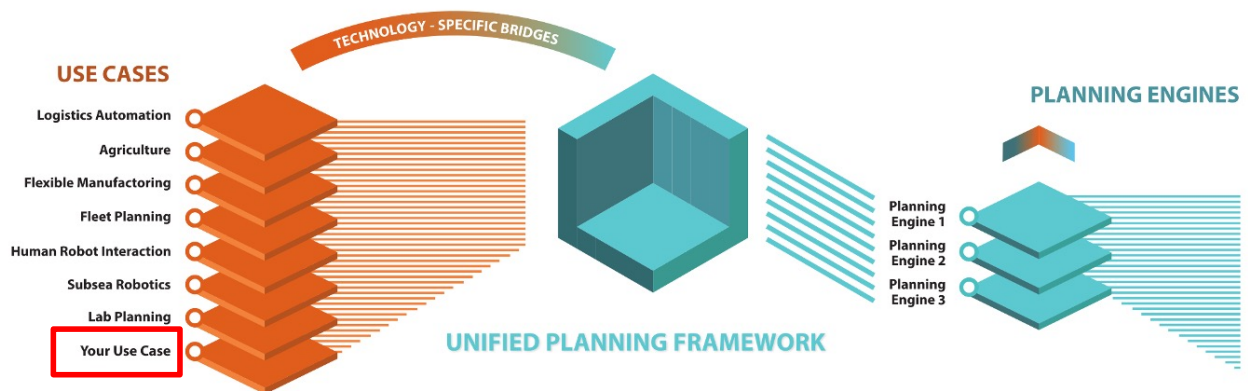 TECHNOLOGY - SPECIFIC BRIDGES
USE CASES
Logistics Automation
Agriculture
Flexible Manufactoring
Fleet Planning
Human Robot Interaction
Subsea Robotics
Lab Planning
Your Use Case
UNIFIED PLANNING FRAMEWORK
PLANNING ENGINES
Planning
Engine 1
Planning
Engine 2
Planning
Engine 3